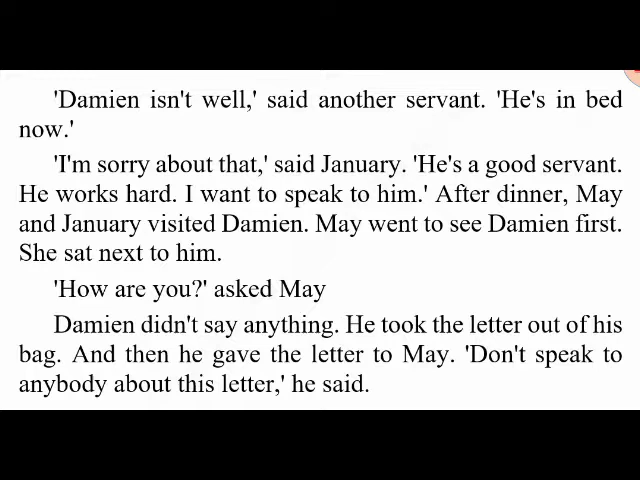 'Damien isn't well,' said another servant. 'He's in bed
now.'
'I'm sorry about that,' said January. 'He's a good servant.
He works hard. I want to speak to him.' After dinner, May
and January visited Damien. May went to see Damien first.
She sat next to him.
'How are you?' asked May
Damien didn't say anything. He took the letter out of his
bag. And then he gave the letter to May. 'Don't speak to
anybody about this letter,' he said.